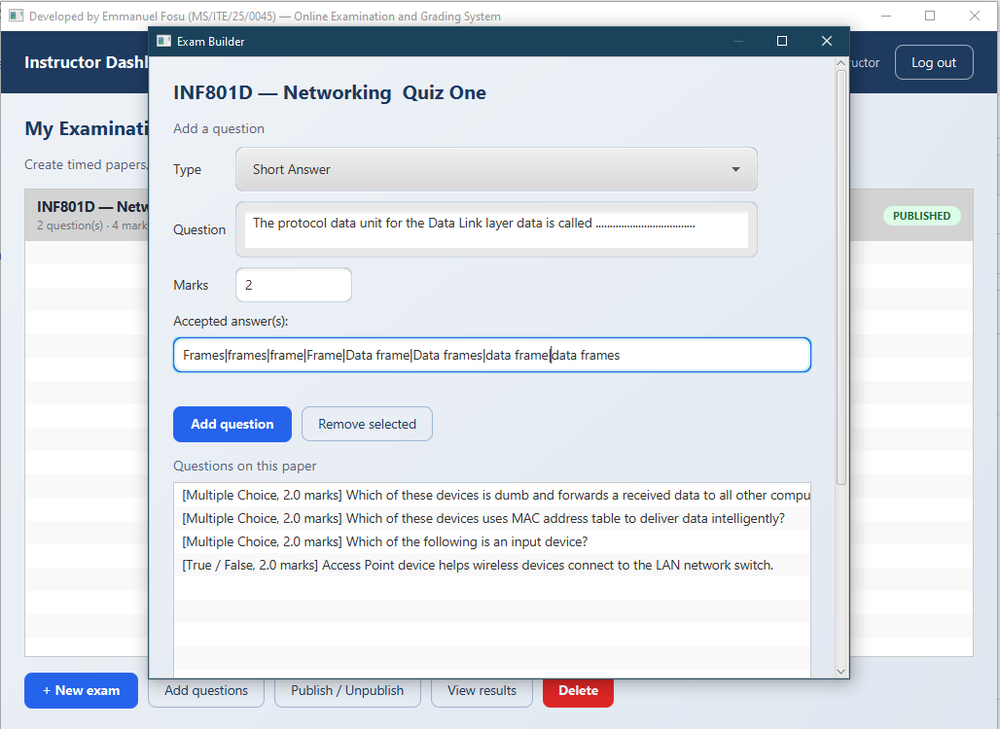 Developed by Emmanuel Fosu (MS/ITE/25/0045) — Online Examination and Grading System
Exam Builder
Instructor Dashl
uctor
Log out
INF801D — Networking  Quiz One
My Examinati
Add a question
Create timed papers,
Type
Short Answer
INF801D — Netw
2 question(s) · 4 mark
PUBLISHED
Question
The protocol data unit for the Data Link layer data is called ..................................
Marks
2
Accepted answer(s):
Frames|frames|frame|Frame|Data frame|Data frames|data frame|data frames
Add question
Remove selected
Questions on this paper
[Multiple Choice, 2.0 marks] Which of these devices is dumb and forwards a received data to all other compu
[Multiple Choice, 2.0 marks] Which of these devices uses MAC address table to deliver data intelligently?
[Multiple Choice, 2.0 marks] Which of the following is an input device?
[True / False, 2.0 marks] Access Point device helps wireless devices connect to the LAN network switch.
+ New exam
Add questions
Publish / Unpublish
View results
Delete